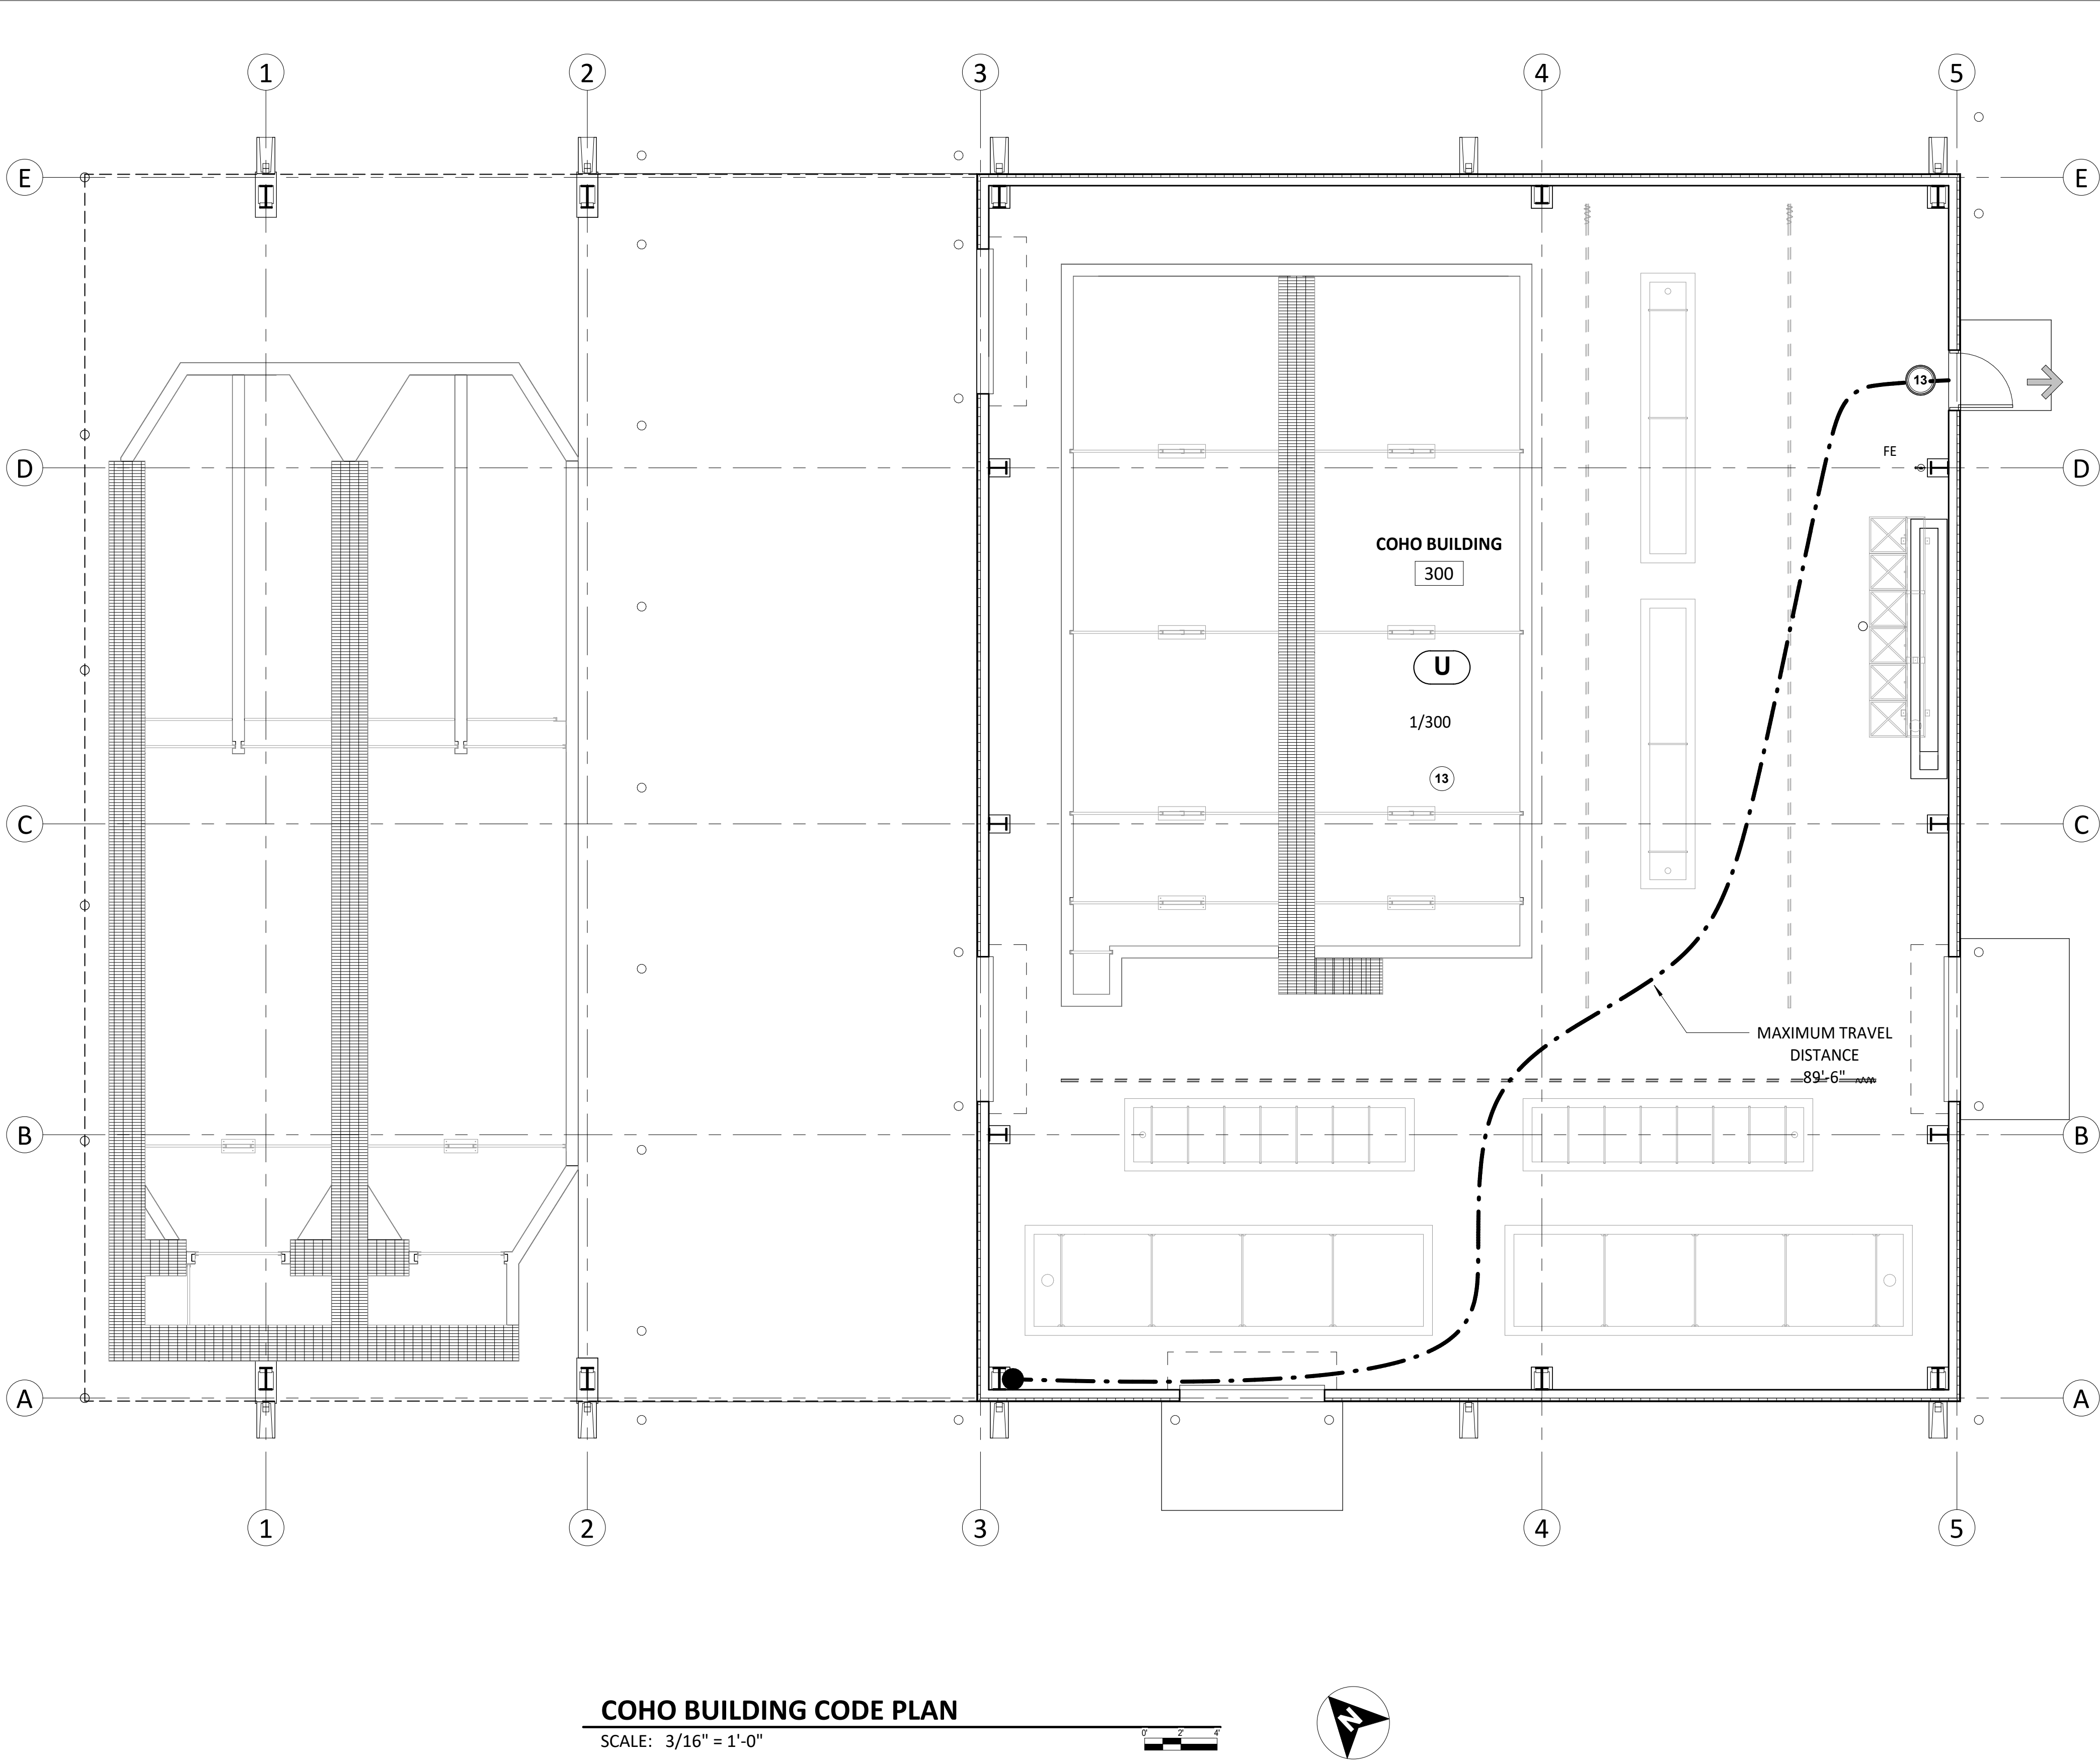 1 2 3 4 5
E E
13
FE
D D
COHO BUILDING
300
U
1/300
13
C C
MAXIMUM TRAVEL
DISTANCE
89'-6"
B B
A A
1 2 3 4 5
COHO BUILDING CODE PLAN
SCALE: 3/16" = 1'-0"
0' 2' 4'
N